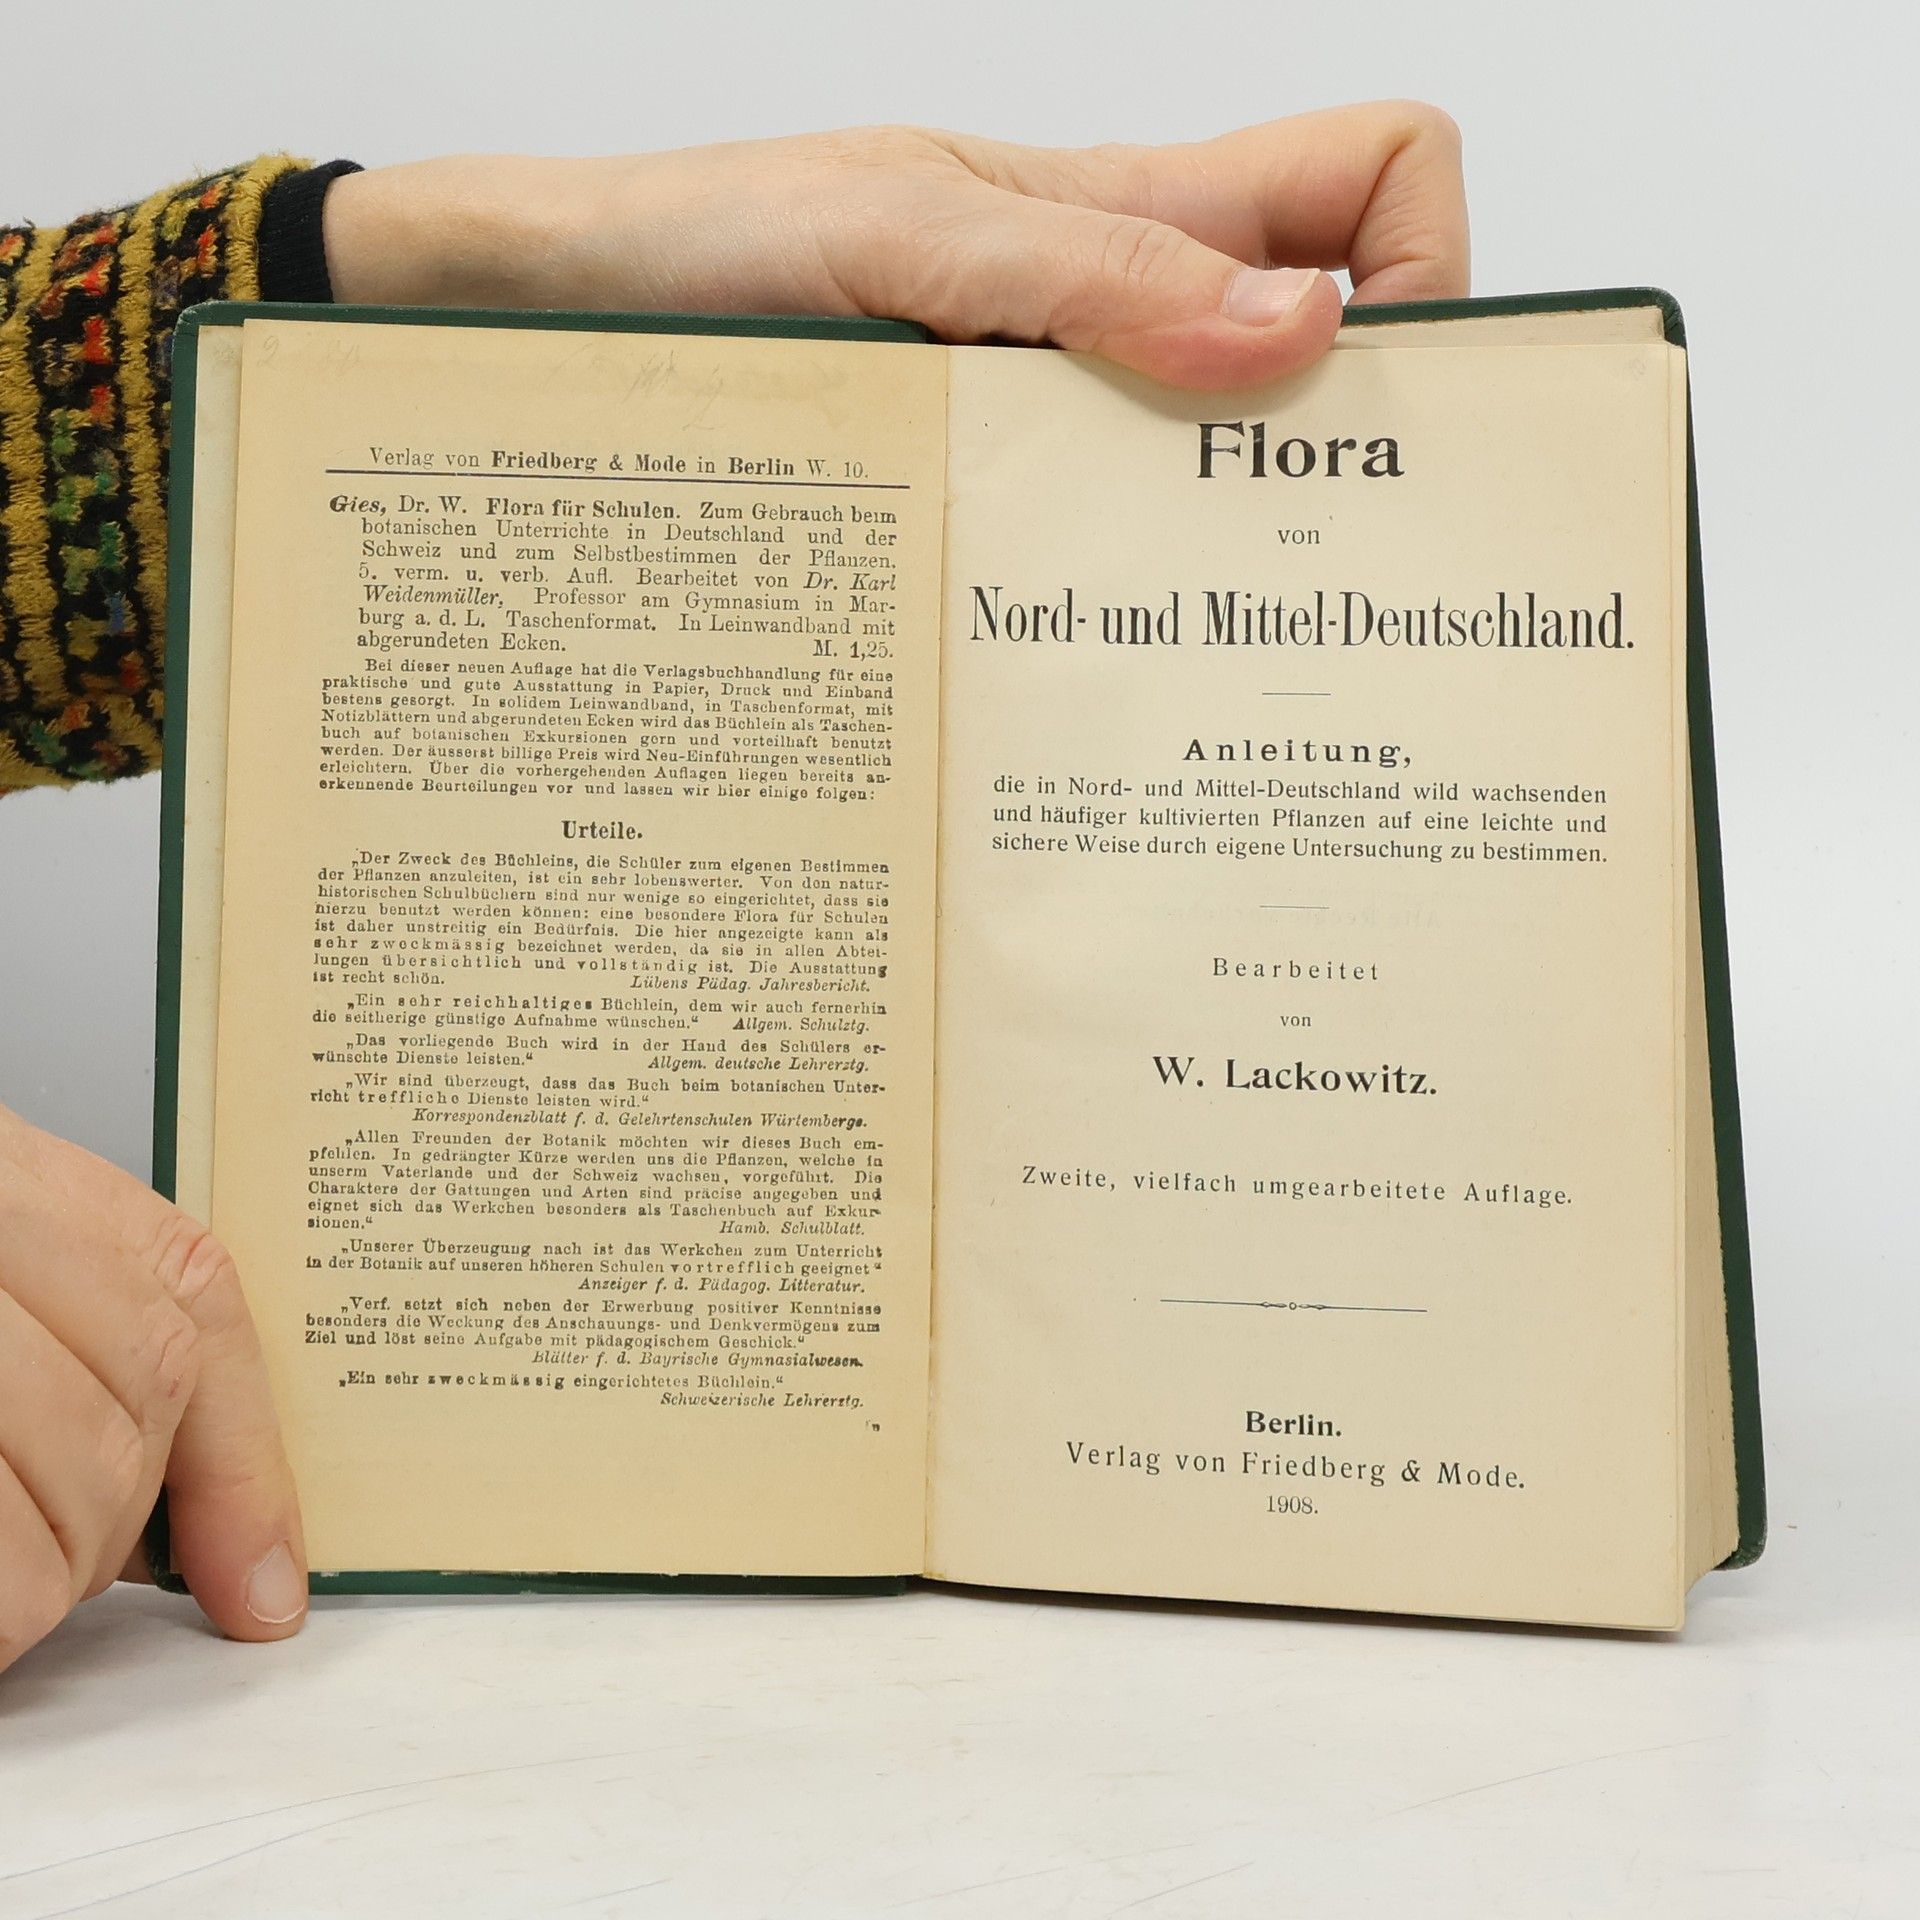 Verlag von Friedberg & Mode in Berlin W. 10.
Gies, Dr. W. Flora für Schulen. Zum Gebrauch beim
botanischen Unterrichte in Deutschland und der
Schweiz und zum Selbstbestimmen der Pflanzen.
5. verm. u. verb. Aufl. Bearbeitet von Dr. Karl
Weidenmüller, Professor am Gymnasium in Mar-
burg a. d. L. Taschenformat. In Leinwandband mit
abgerundeten Ecken. M. 1,25.
Bei dieser neuen Auflage hat die Verlagsbuchhandlung für eine
praktische und gute Ausstattung in Papier, Druck und Einband
bestens gesorgt. In solidem Leinwandband, in Taschenformat, mit
Notizblättern und abgerundeten Ecken wird das Büchlein als Taschen-
buch auf botanischen Exkursionen gern und vorteilhaft benutzt
werden. Der äusserst billige Preis wird Neu-Einführungen wesentlich
erleichtern. Über die vorhergehenden Auflagen liegen bereits an-
erkennende Beurteilungen vor und lassen wir hier einige folgen:
Urteile.
„Der Zweck des Büchleins, die Schüler zum eigenen Bestimmen
der Pflanzen anzuleiten, ist ein sehr lobenswerter. Von den natur-
historischen Schulbüchern sind nur wenige so eingerichtet, dass sie
hierzu benutzt werden können: eine besondere Flora für Schulen
ist daher unstreitig ein Bedürfnis. Die hier angezeigte kann als
sehr zweckmässig bezeichnet werden, da sie in allen Abtei-
lungen übersichtlich und vollständig ist. Die Ausstattung
ist recht schön. Lübens Pädag. Jahresbericht.
„Ein sehr reichhaltiges Büchlein, dem wir auch fernerhin
die seitherige günstige Aufnahme wünschen.“ Allgem. Schulztg.
„Das vorliegende Buch wird in der Hand des Schülers er-
wünschte Dienste leisten.“ Allgem. deutsche Lehrerztg.
„Wir sind überzeugt, dass das Buch beim botanischen Unter-
richt treffliche Dienste leisten wird.“
Korrespondenzblatt f. d. Gelehrtenschulen Würtembergs.
„Allen Freunden der Botanik möchten wir dieses Buch em-
pfehlen. In gedrängter Kürze werden uns die Pflanzen, welche in
unserm Vaterlande und der Schweiz wachsen, vorgeführt. Die
Charaktere der Gattungen und Arten sind präcise angegeben und
eignet sich das Werkchen besonders als Taschenbuch auf Exkur-
sionen.“ Hamb. Schulblatt.
„Unserer Überzeugung nach ist das Werkchen zum Unterricht
in der Botanik auf unseren höheren Schulen vortrefflich geeignet“
Anzeiger f. d. Pädagog. Litteratur.
„Verf. setzt sich neben der Erwerbung positiver Kenntnisse
besonders die Weckung des Anschauungs- und Denkvermögens zum
Ziel und löst seine Aufgabe mit pädagogischem Geschick.“
Blätter f. d. Bayrische Gymnasialwesen.
„Ein sehr zweckmässig eingerichtetes Büchlein.“
Schweizerische Lehrerztg.
Flora
von
Nord- und Mittel-Deutschland.
Anleitung,
die in Nord- und Mittel-Deutschland wild wachsenden
und häufiger kultivierten Pflanzen auf eine leichte und
sichere Weise durch eigene Untersuchung zu bestimmen.
Bearbeitet
von
W. Lackowitz.
Zweite, vielfach umgearbeitete Auflage.
Berlin.
Verlag von Friedberg & Mode.
1908.